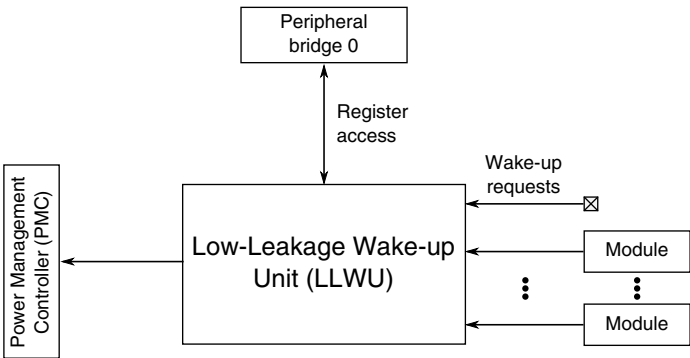 Peripheral
bridge 0
Register
access
Wake-up
requests
Power Management
Controller (PMC)
Low-Leakage Wake-up
Unit (LLWU)
Module
Module